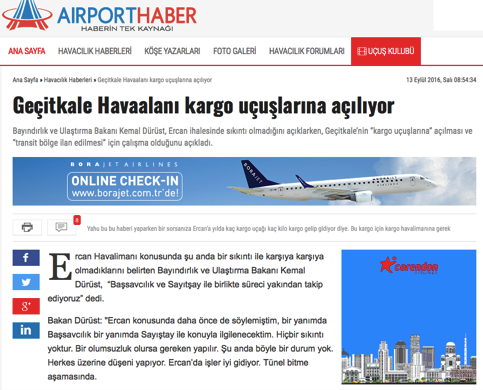 AIRPORTHABER
HABERİN TEK KAYNAĞI
ANA SAYFA HAVACILIK HABERLERİ KÖŞE YAZARLARI FOTO GALERİ HAVACILIK FORUMLARI UÇUŞ KULÜBÜ
Ana Sayfa » Havacılık Haberleri » Geçitkale Havaalanı kargo uçuşlarına açılıyor 13 Eylül 2016, Salı 08:54:34
Geçitkale Havaalanı kargo uçuşlarına açılıyor
Bayındırlık ve Ulaştırma Bakanı Kemal Dürüst, Ercan ihalesinde sıkıntı olmadığını açıklarken, Geçitkale'nin "kargo uçuşlarına" açılması ve
"transit bölge ilan edilmesi" için çalışma olduğunu açıkladı.
BORAJET AIRLINES
ONLINE CHECK-IN
www.borajet.com.tr'de!
BORAJET
8
Yahu bu bu haberi yaparken bir sorsanıza Ercan'a yılda kaç kargo uçağı kaç kilo kargo gelip gidiyor diye. Bu kargo için kargo havalimanına gerek
Ercan Havalimanı konusunda şu anda bir sıkıntı ile karşıya karşıya
olmadıklarını belirten Bayındırlık ve Ulaştırma Bakanı Kemal
Dürüst, "Başsavcılık ve Sayıştay ile birlikte süreci yakından takip
ediyoruz" dedi.
Bakan Dürüst: "Ercan konusunda daha önce de söylemiştim, bir yanımda
Başsavcılık bir yanımda Sayıştay ile konuyla ilgilenecektim. Hiçbir sıkıntı
yoktur. Bir olumsuzluk olursa gereken yapılır. Şu anda böyle bir durum yok.
Herkes üzerine düşeni yapıyor. Ercan'da işler iyi gidiyor. Tünel bitme
aşamasında.
f
g+
in
corendon